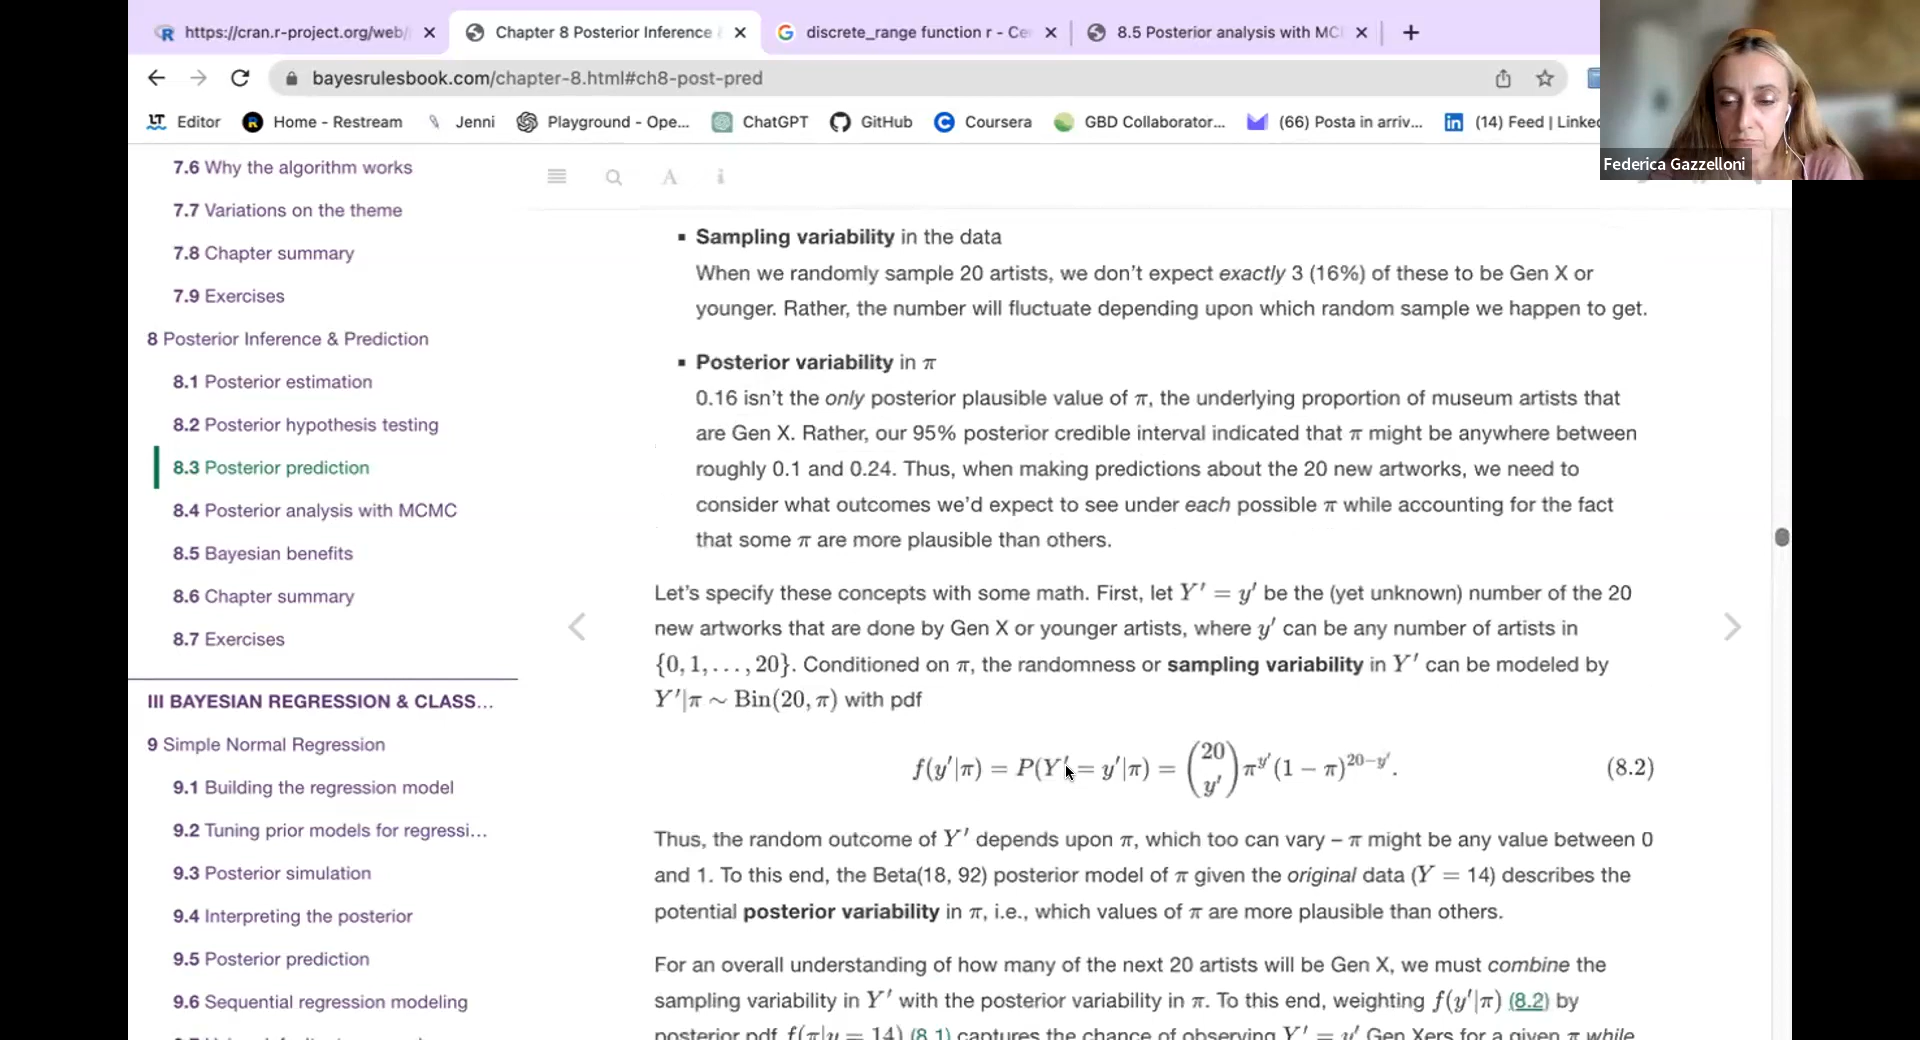 https://cran.r-project.org/web/
Chapter 8 Posterior Inference
discrete_range function r - Ce
8.5 Posterior analysis with MC
bayesrulesbook.com/chapter-8.html#ch8-post-pred
Editor
Home - Restream
Jenni
Playground - Ope...
ChatGPT
GitHub
Coursera
GBD Collaborator...
(66) Posta in arriv...
(14) Feed | Linke
Federica Gazzelloni
7.6 Why the algorithm works
7.7 Variations on the theme
7.8 Chapter summary
7.9 Exercises
8 Posterior Inference & Prediction
8.1 Posterior estimation
8.2 Posterior hypothesis testing
8.3 Posterior prediction
8.4 Posterior analysis with MCMC
8.5 Bayesian benefits
8.6 Chapter summary
8.7 Exercises
III BAYESIAN REGRESSION & CLASS...
9 Simple Normal Regression
9.1 Building the regression model
9.2 Tuning prior models for regressi...
9.3 Posterior simulation
9.4 Interpreting the posterior
9.5 Posterior prediction
9.6 Sequential regression modeling
▪ Sampling variability in the data
When we randomly sample 20 artists, we don't expect exactly 3 (16%) of these to be Gen X or
younger. Rather, the number will fluctuate depending upon which random sample we happen to get.
▪ Posterior variability in π
0.16 isn't the only posterior plausible value of π, the underlying proportion of museum artists that
are Gen X. Rather, our 95% posterior credible interval indicated that π might be anywhere between
roughly 0.1 and 0.24. Thus, when making predictions about the 20 new artworks, we need to
consider what outcomes we'd expect to see under each possible π while accounting for the fact
that some π are more plausible than others.
Let's specify these concepts with some math. First, let Y′ = y′ be the (yet unknown) number of the 20
new artworks that are done by Gen X or younger artists, where y′ can be any number of artists in
{0, 1, . . . , 20}. Conditioned on π, the randomness or sampling variability in Y′ can be modeled by
Y′|π ∼ Bin(20, π) with pdf
f(y′|π) = P(Y′ = y′|π) = (20 y′) π^y′ (1 − π)^20−y′. (8.2)
Thus, the random outcome of Y′ depends upon π, which too can vary – π might be any value between 0
and 1. To this end, the Beta(18, 92) posterior model of π given the original data (Y = 14) describes the
potential posterior variability in π, i.e., which values of π are more plausible than others.
For an overall understanding of how many of the next 20 artists will be Gen X, we must combine the
sampling variability in Y′ with the posterior variability in π. To this end, weighting f(y′|π) (8.2) by
posterior pdf f(π|y = 14) (8.1) captures the chance of observing Y′ = y′ Gen Xers for a given π while